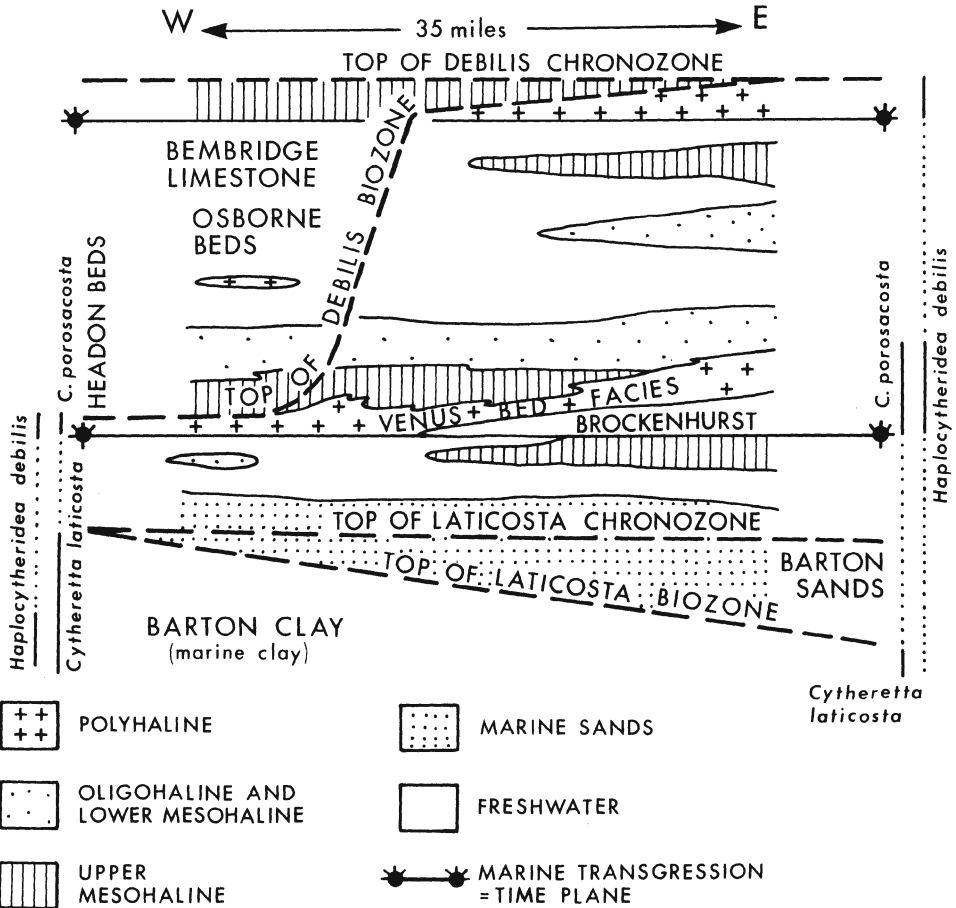 W
35 miles
E
TOP OF DEBILIS CHRONOZONE
BEMBRIDGE
LIMESTONE
OSBORNE
BEDS
TOP OF DEBILIS BIOZONE
C. porosacosta
HEADON BEDS
Haplocytheridea debilis
Cytheretta laticosta
VENUS BED FACIES
BROCKENHURST
C. porosacosta
Haplocytheridea debilis
TOP OF LATICOSTA CHRONOZONE
TOP OF LATICOSTA BIOZONE
BARTON
SANDS
BARTON CLAY
(marine clay)
Cytheretta
laticosta
POLYHALINE
MARINE SANDS
OLIGOHALINE AND
LOWER MESOHALINE
FRESHWATER
UPPER
MESOHALINE
MARINE TRANSGRESSION
=TIME PLANE